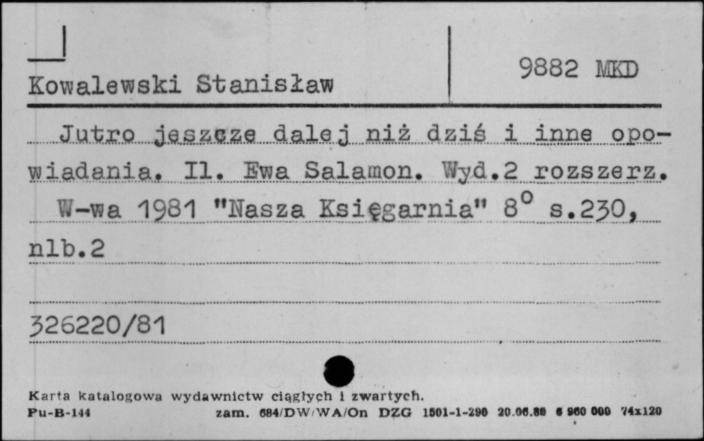 9882 MKD
Kowalewski Stanisław
Jutro jeszcze dalej niż dziś i inne opo-
wiadania. Il. Ewa Salamon. Wyd.2 rozszerz.
W-wa 1981 "Nasza Księgarnia" 8° s.230,
nlb.2
326220/81
Karta katalogowa wydawnictw ciągłych i zwartych.
Pu-B-144 zam. 684/DW/WA/On DZG 1501-1-290 20.06.80 6 960 000 74x120